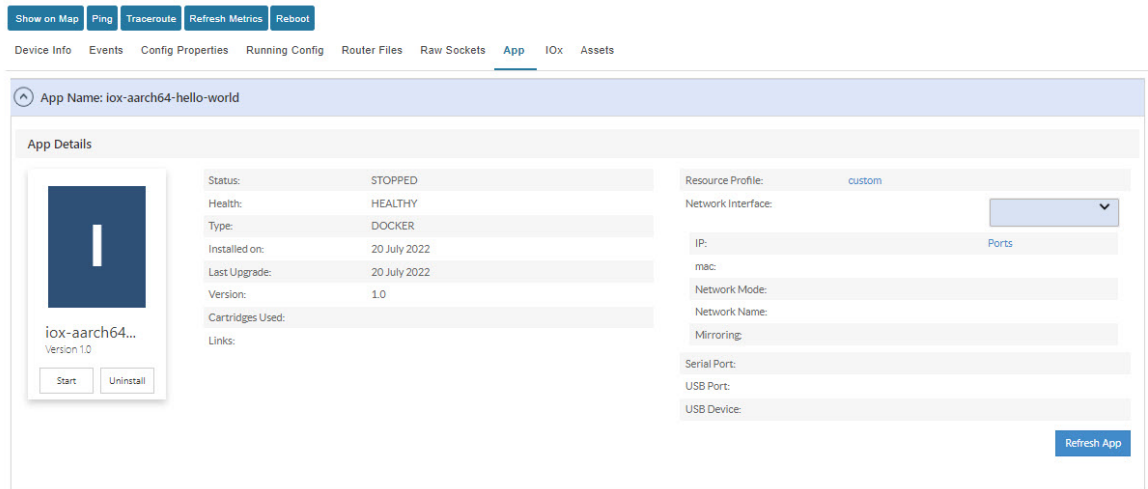 Show on Map Ping Traceroute Refresh Metrics Reboot
Device Info Events Config Properties Running Config Router Files Raw Sockets App IOx Assets
App Name: iox-aarch64-hello-world
App Details
I
iox-aarch64...
Version 1.0
Start Uninstall
Status: STOPPED
Health: HEALTHY
Type: DOCKER
Installed on: 20 July 2022
Last Upgrade: 20 July 2022
Version: 1.0
Cartridges Used:
Links:
Resource Profile: custom
Network Interface:
IP: Ports
mac:
Network Mode:
Network Name:
Mirroring:
Serial Port:
USB Port:
USB Device:
Refresh App